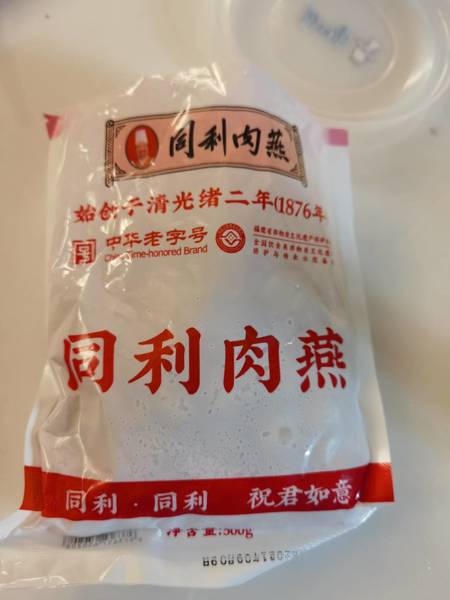 同利肉燕
始创于清光绪二年(1876年
中华老字号
China Time-honored Brand
同利肉燕
同利·同利 祝君如意
净含量:500g